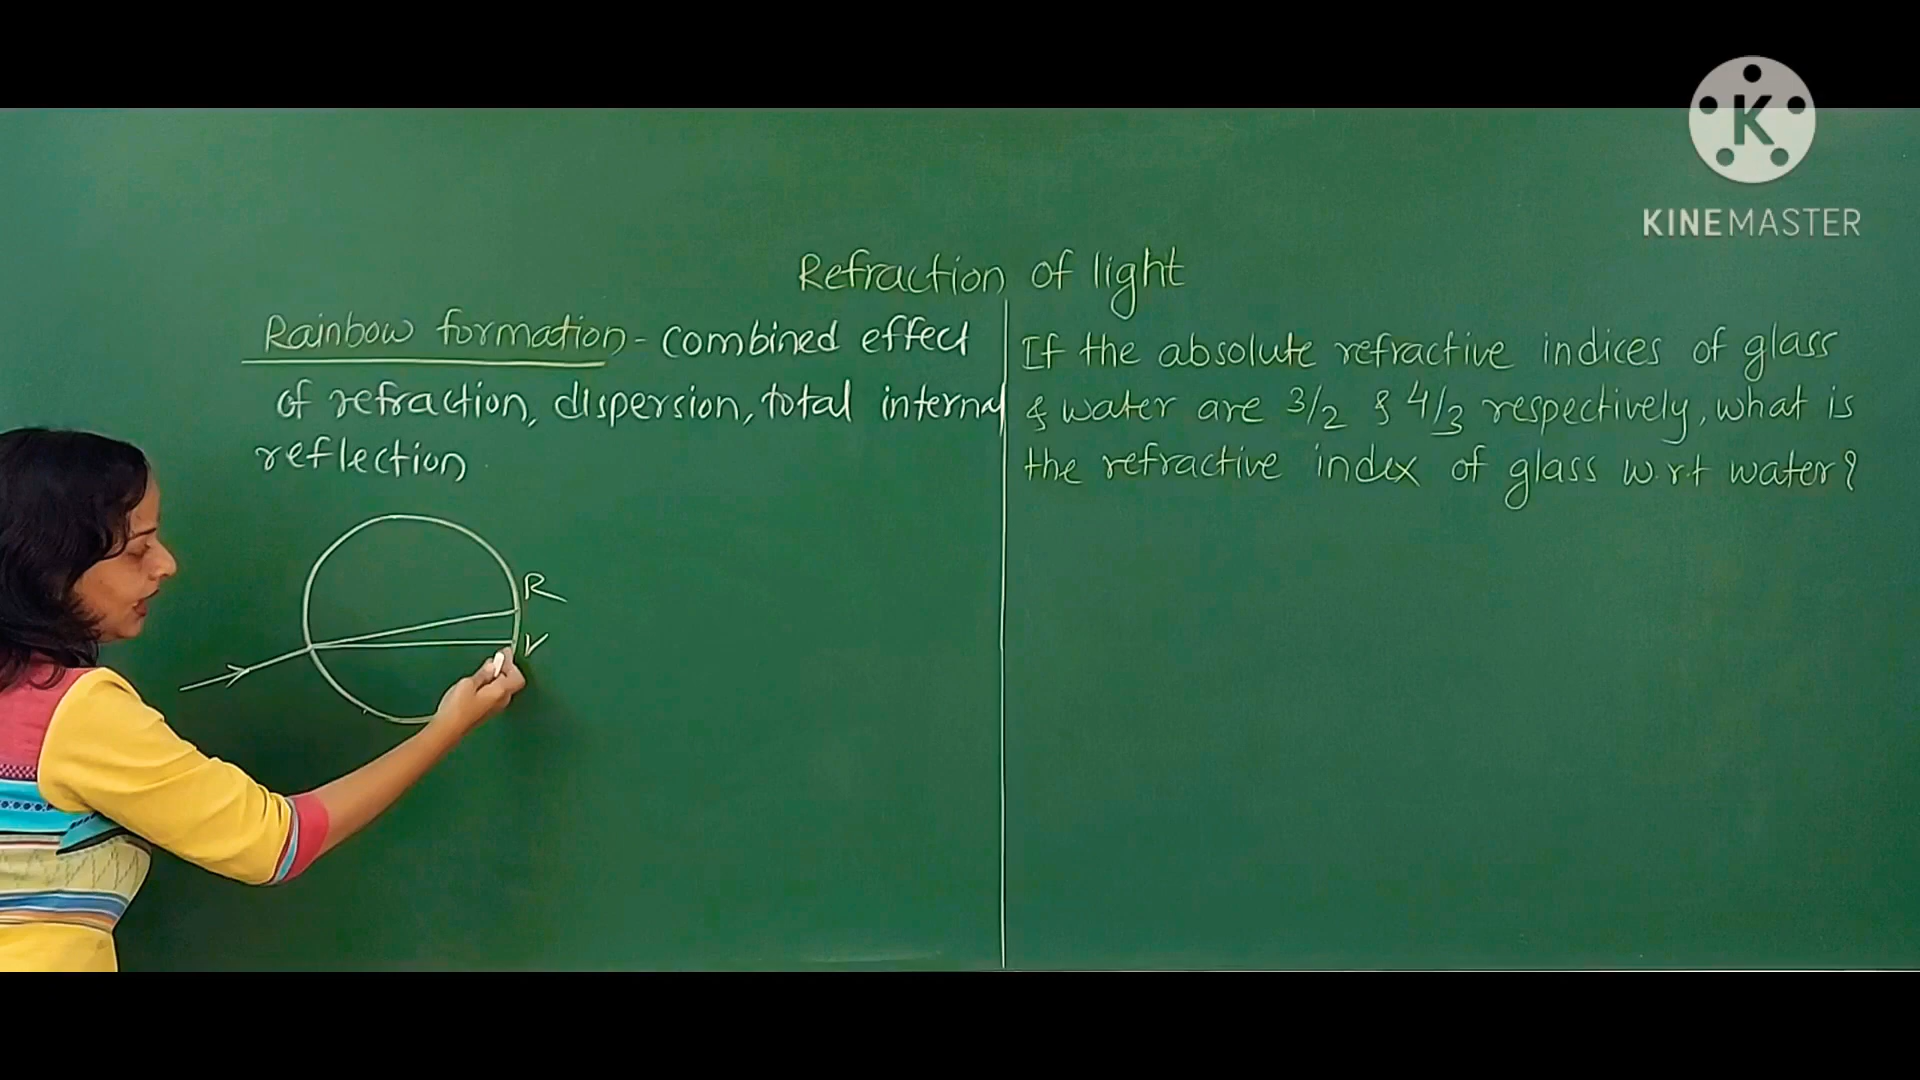 K
KINEMASTER
Refraction of light
Rainbow formation - combined effect
of refraction, dispersion, total internal
reflection
R
V
If the absolute refractive indices of glass
& water are 3/2 & 4/3 respectively, what is
the refractive index of glass w.r.t water?